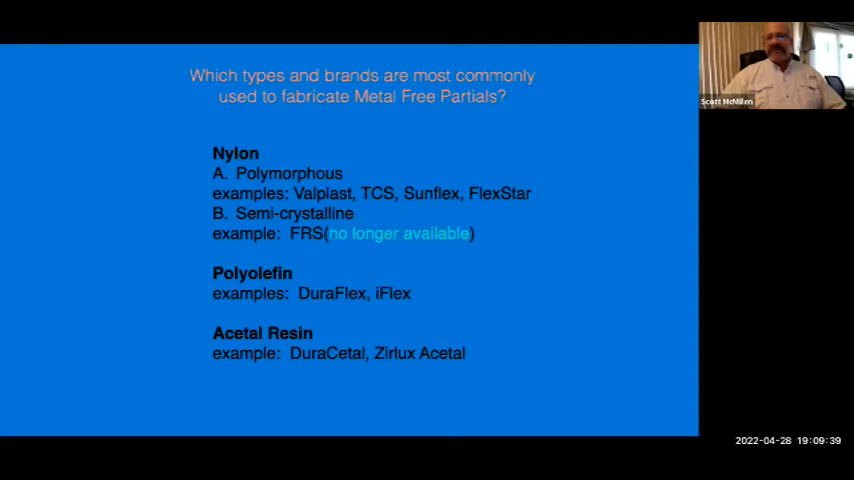 Which types and brands are most commonly
used to fabricate Metal Free Partials?
Nylon
A. Polymorphous
examples: Valplast, TCS, Sunflex, FlexStar
B. Semi-crystalline
example: FRS(no longer available)
Polyolefin
examples: DuraFlex, iFlex
Acetal Resin
example: DuraCetal, Zirlux Acetal
Scott McMillen
2022-04-28 19:09:39